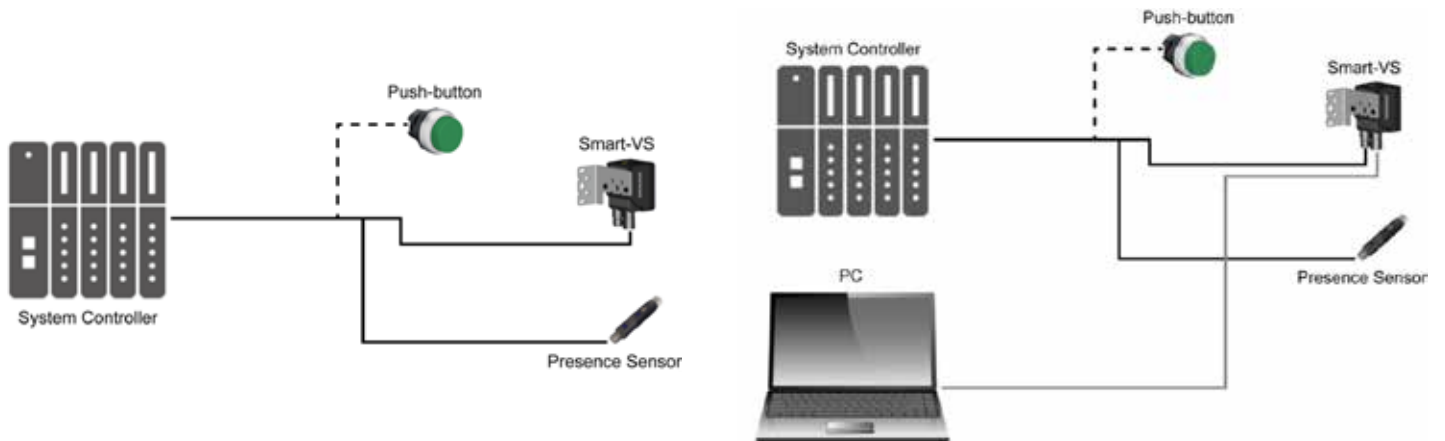 Push-button
Smart-VS
System Controller
Presence Sensor
Push-button
System Controller
Smart-VS
Presence Sensor
PC